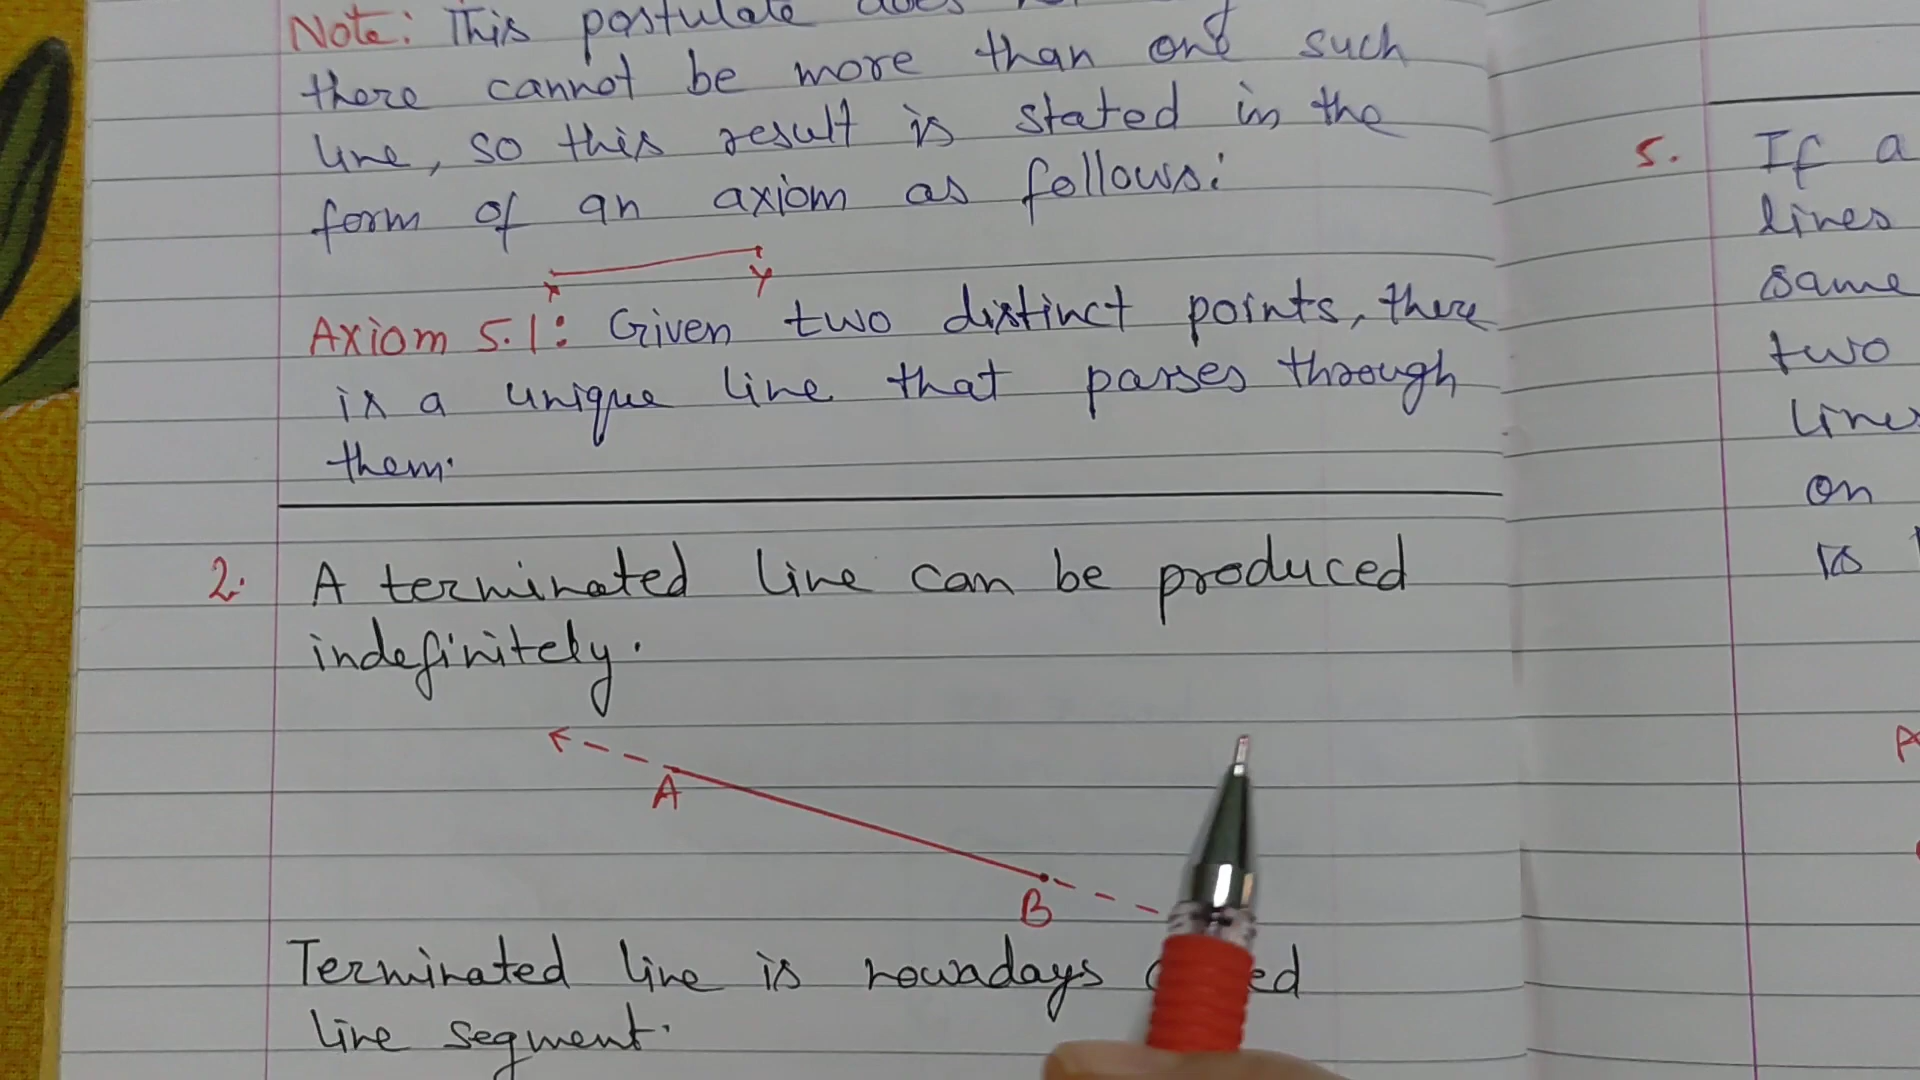 Note: This postulate does
there cannot be more than one such
line, so this result is stated in the
form of an axiom as follows:
X Y
Axiom 5.1: Given two distinct points, there
is a unique line that passes through
them.
2. A terminated line can be produced
indefinitely.
A
B
Terminated line is nowadays
line segment.
5. If a
lines
same
two
line
on
is